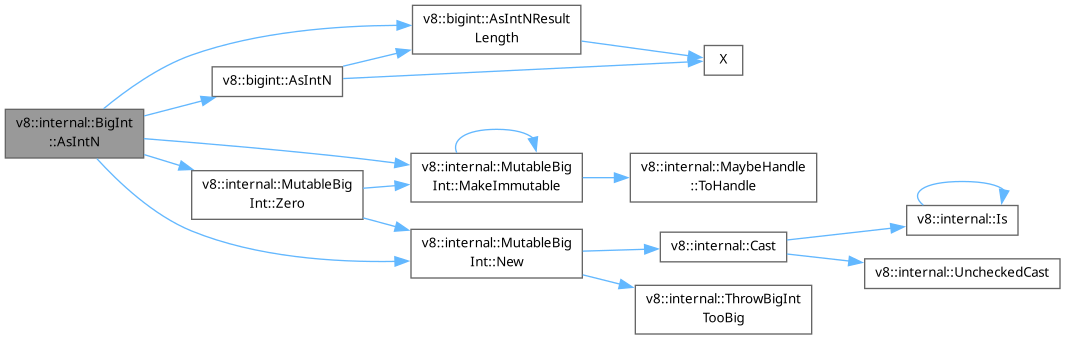 v8::internal::BigInt
::AsIntN
v8::bigint::AsIntN
v8::internal::MutableBig
Int::Zero
v8::bigint::AsIntNResult
Length
v8::internal::MutableBig
Int::MakeImmutable
v8::internal::MutableBig
Int::New
X
v8::internal::MaybeHandle
::ToHandle
v8::internal::Cast
v8::internal::ThrowBigInt
TooBig
v8::internal::Is
v8::internal::UncheckedCast